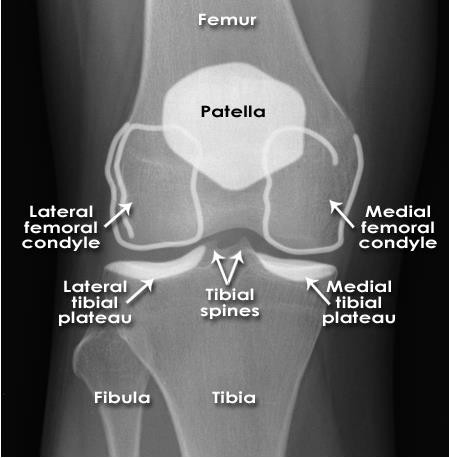 Femur
Patella
Lateral
femoral
condyle
Medial
femoral
condyle
Lateral
tibial
plateau
Tibial
spines
Medial
tibial
plateau
Fibula
Tibia